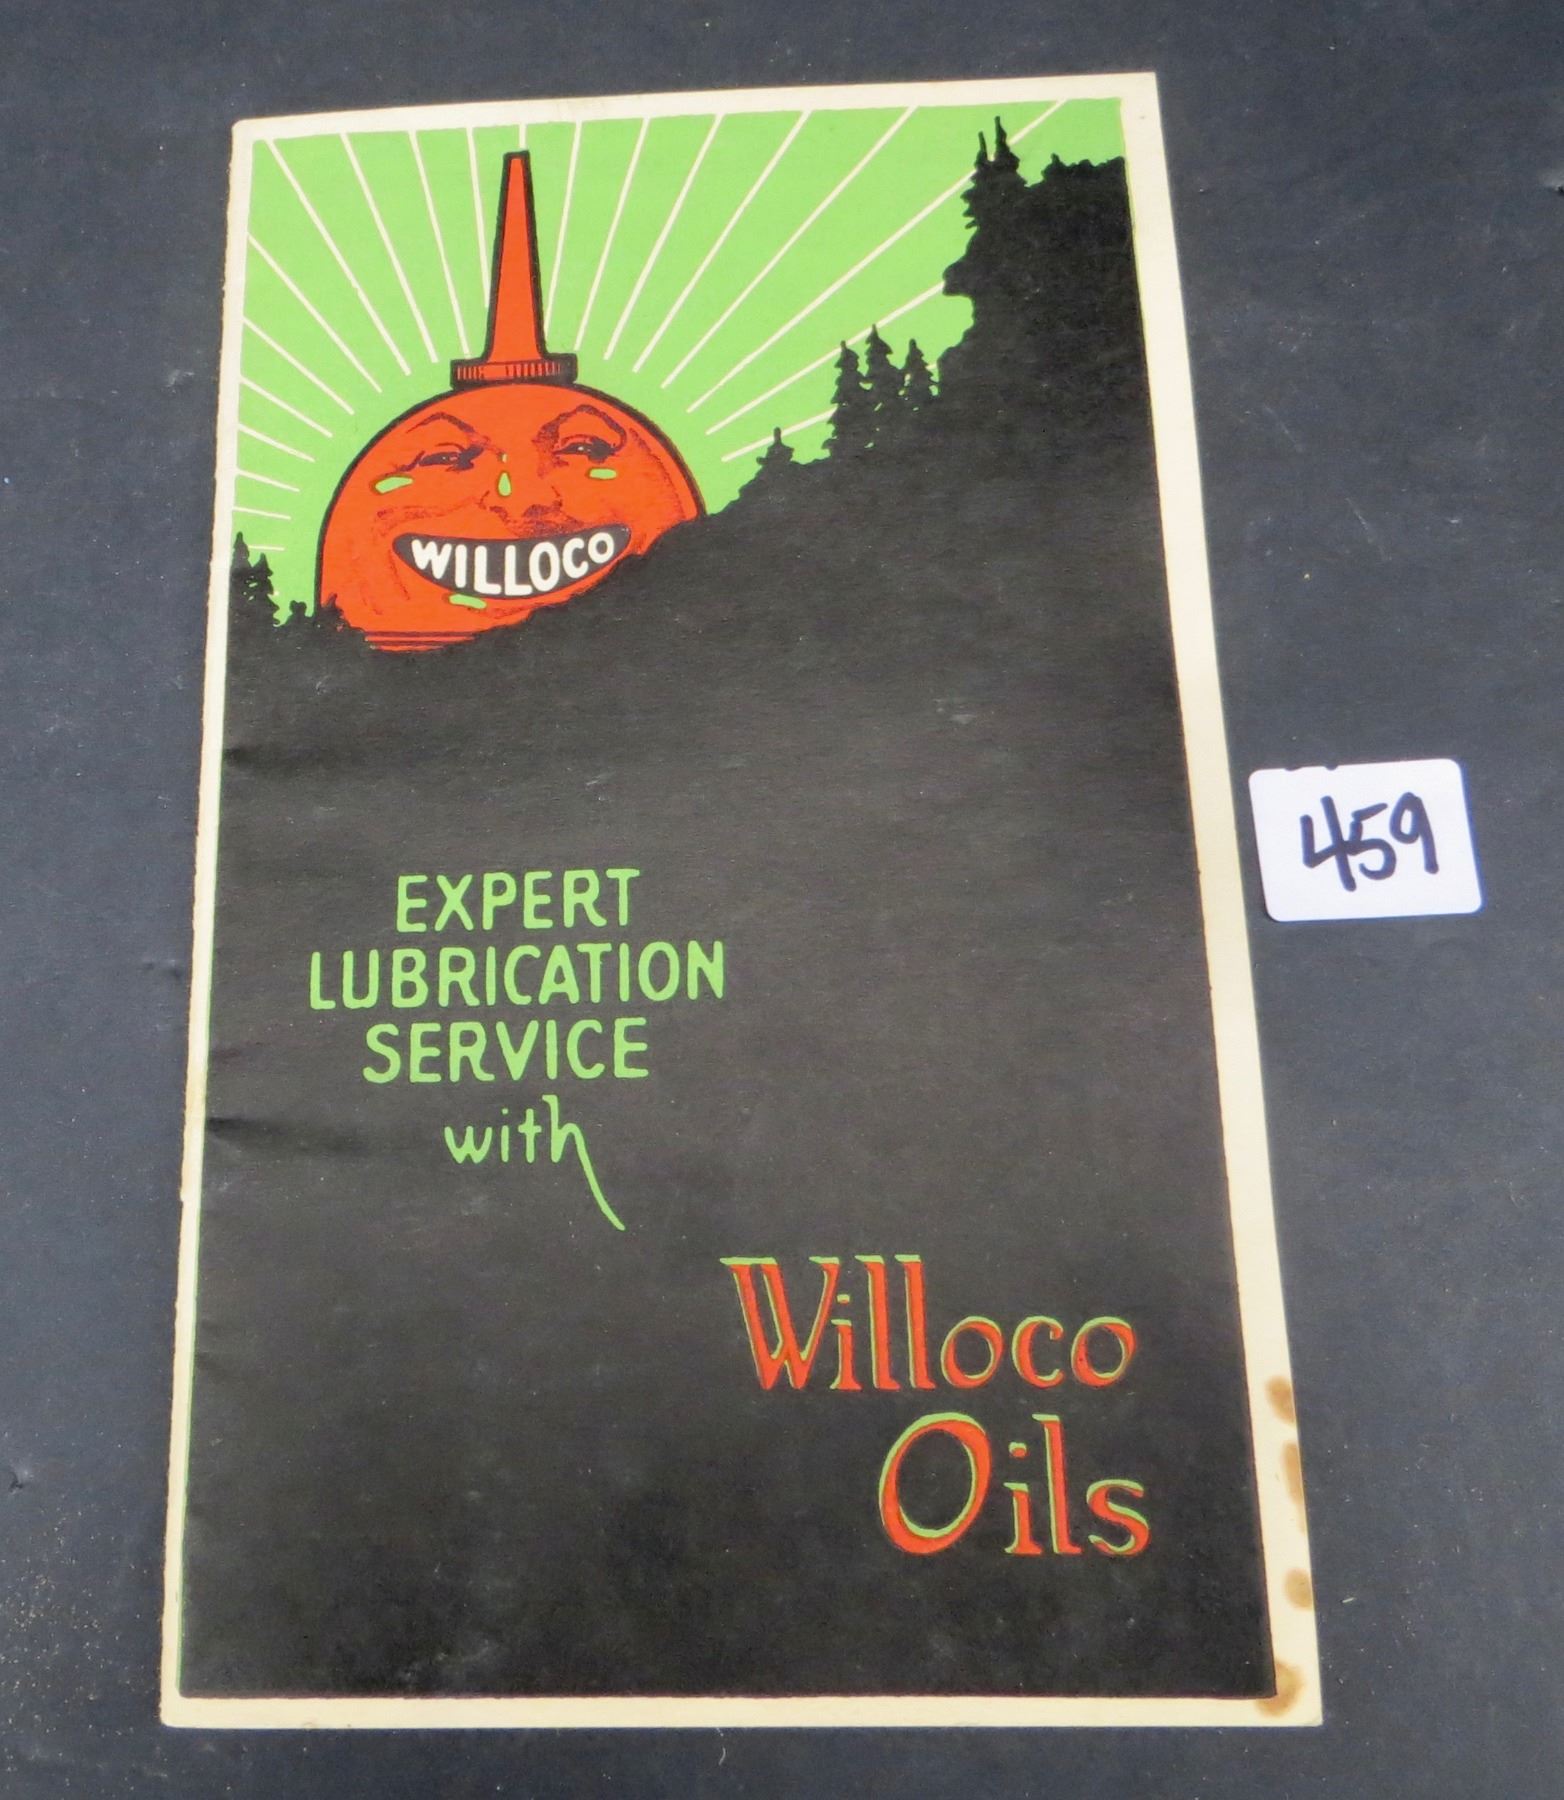 WILLOCO
EXPERT
LUBRICATION
SERVICE
with
Willoco
Oils
459